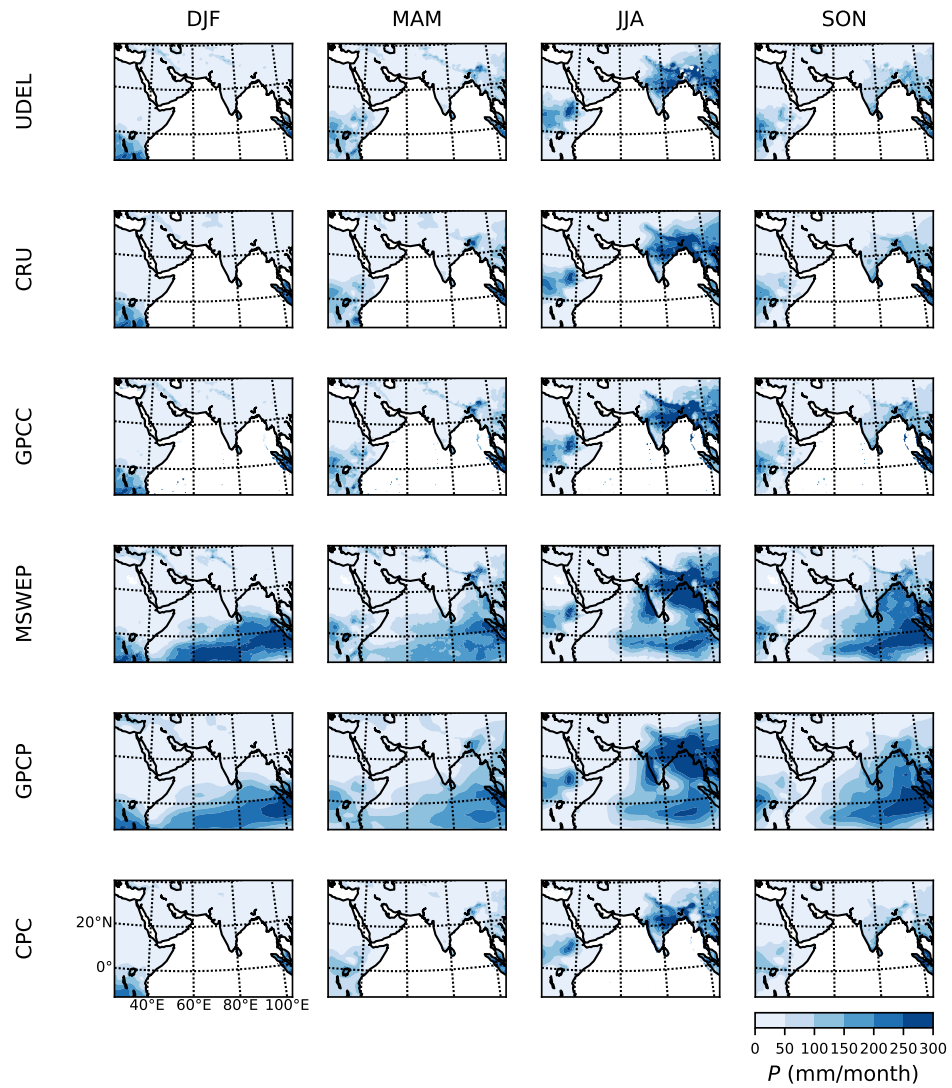 DJF MAM JJA SON
UDEL
CRU
GPCC
MSWEP
GPCP
CPC
20°N
0°
40°E 60°E 80°E 100°E
0 50 100 150 200 250 300
P (mm/month)